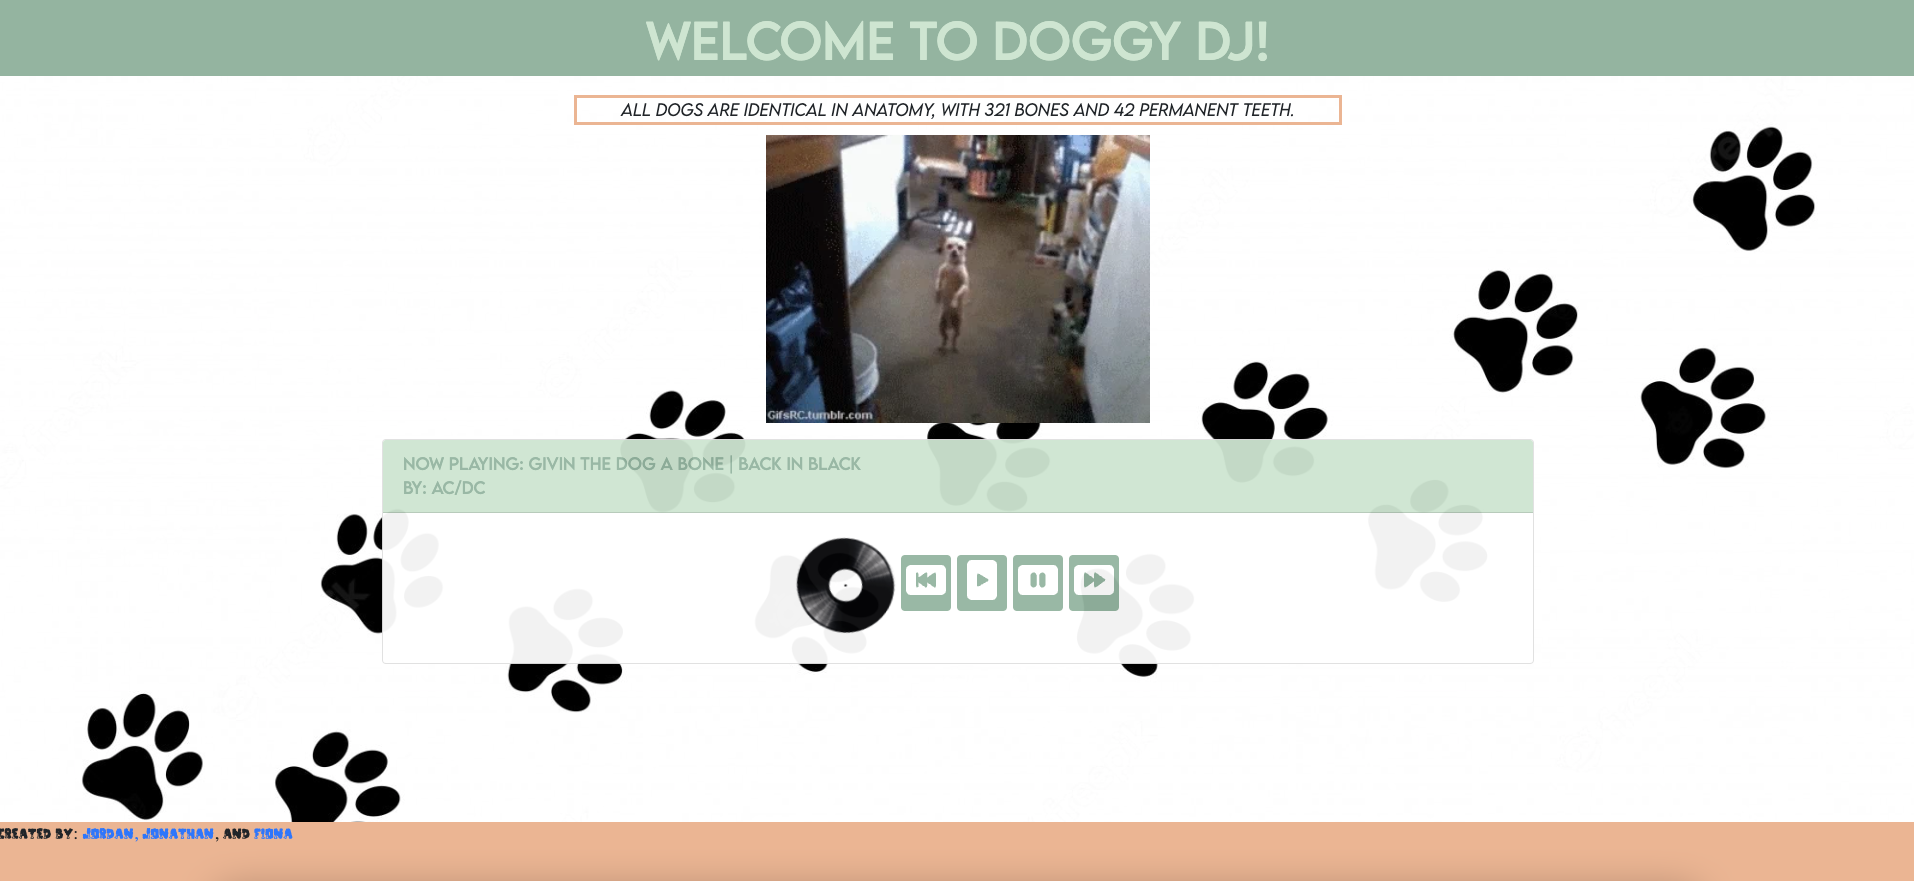 WELCOME TO DOGGY DJ!
ALL DOGS ARE IDENTICAL IN ANATOMY, WITH 321 BONES AND 42 PERMANENT TEETH.
GifsRC.tumblr.com
NOW PLAYING: GIVIN THE DOG A BONE | BACK IN BLACK
BY: AC/DC
CREATED BY: JORDAN, JONATHAN, AND FIONA